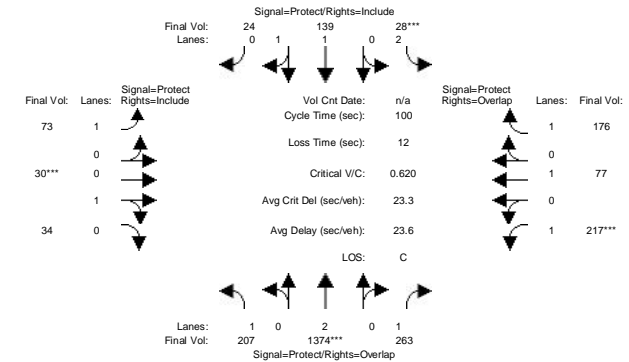 Signal=Protect/Rights=Include
Final Vol: 24 139 28***
Lanes: 0 1 1 0 2
Signal=Protect
Final Vol: Lanes: Rights=Include
Vol Cnt Date: n/a
Signal=Protect
Rights=Overlap Lanes: Final Vol:
Cycle Time (sec): 100
73 1
1 176
Loss Time (sec): 12
0
0
30*** 0
Critical V/C: 0.620
1 77
1
Avg Crit Del (sec/veh): 23.3
0
34 0
Avg Delay (sec/veh): 23.6
1 217***
LOS: C
Lanes: 1 0 2 0 1
Final Vol: 207 1374*** 263
Signal=Protect/Rights=Overlap